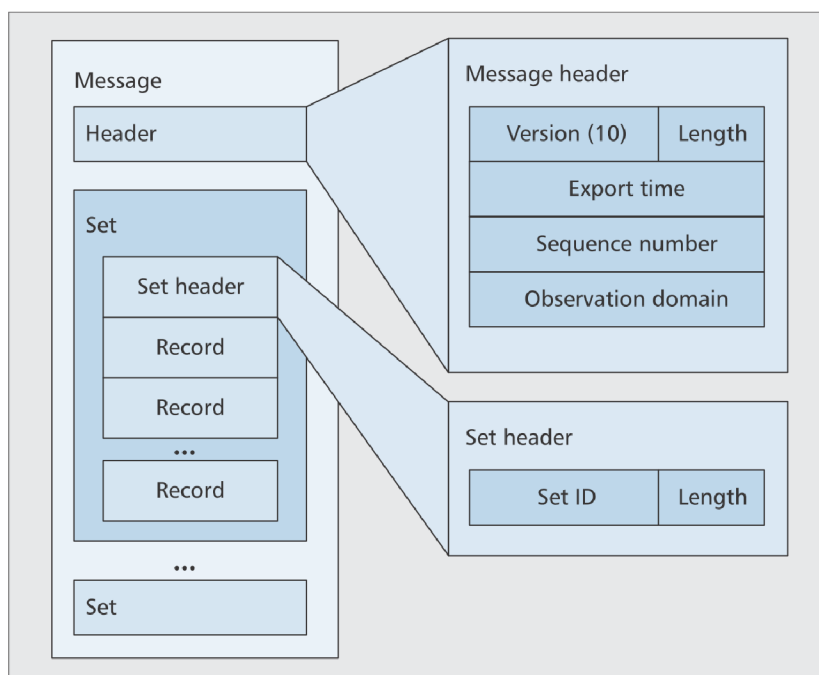 Message
Header
Set
Set header
Record
Record
...
Record
...
Set
Message header
Version (10) Length
Export time
Sequence number
Observation domain
Set header
Set ID Length